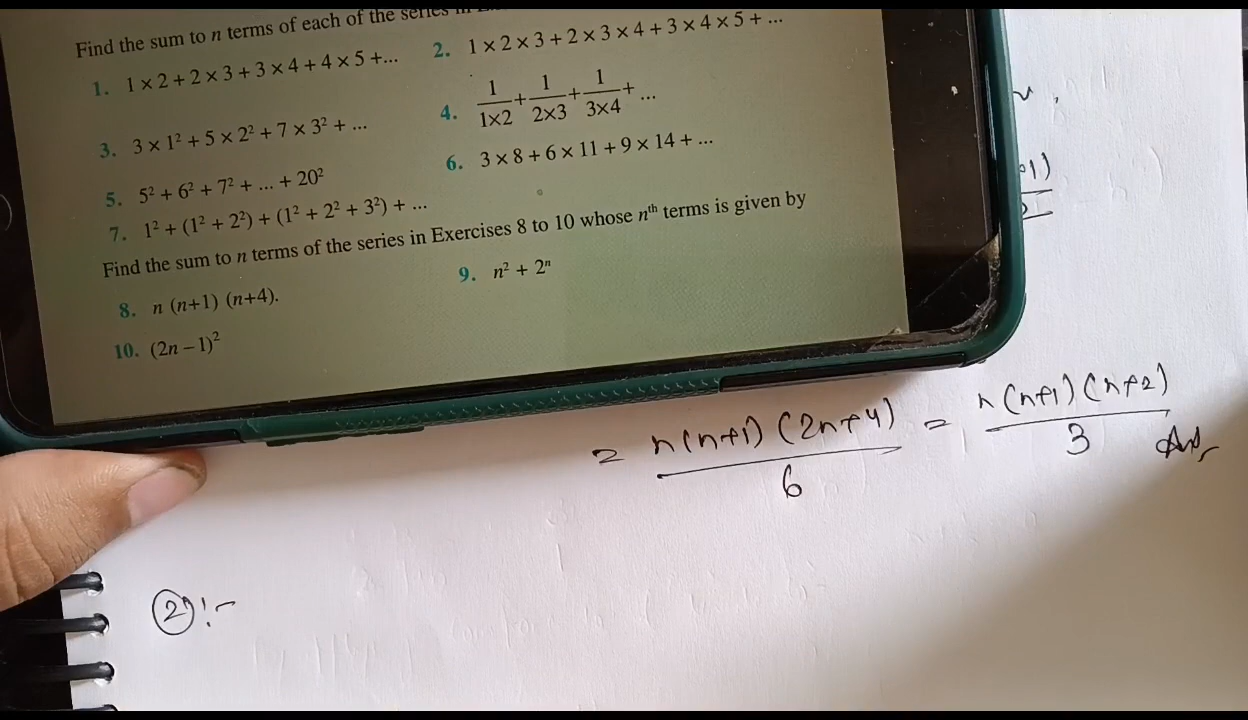 Find the sum to n terms of each of the series in
1. 1 × 2 + 2 × 3 + 3 × 4 + 4 × 5 +...
2. 1 × 2 × 3 + 2 × 3 × 4 + 3 × 4 × 5 + ...
3. 3 × 1² + 5 × 2² + 7 × 3² + ...
4. 1/1×2 + 1/2×3 + 1/3×4 + ...
5. 5² + 6² + 7² + ... + 20²
6. 3 × 8 + 6 × 11 + 9 × 14 + ...
7. 1² + (1² + 2²) + (1² + 2² + 3²) + ...
Find the sum to n terms of the series in Exercises 8 to 10 whose nᵗʰ terms is given by
8. n (n+1) (n+4).
9. n² + 2ⁿ
10. (2n – 1)²
= n(n+1) (2n+4)/6 = n(n+1)(n+2)/3 Ans,
②:-